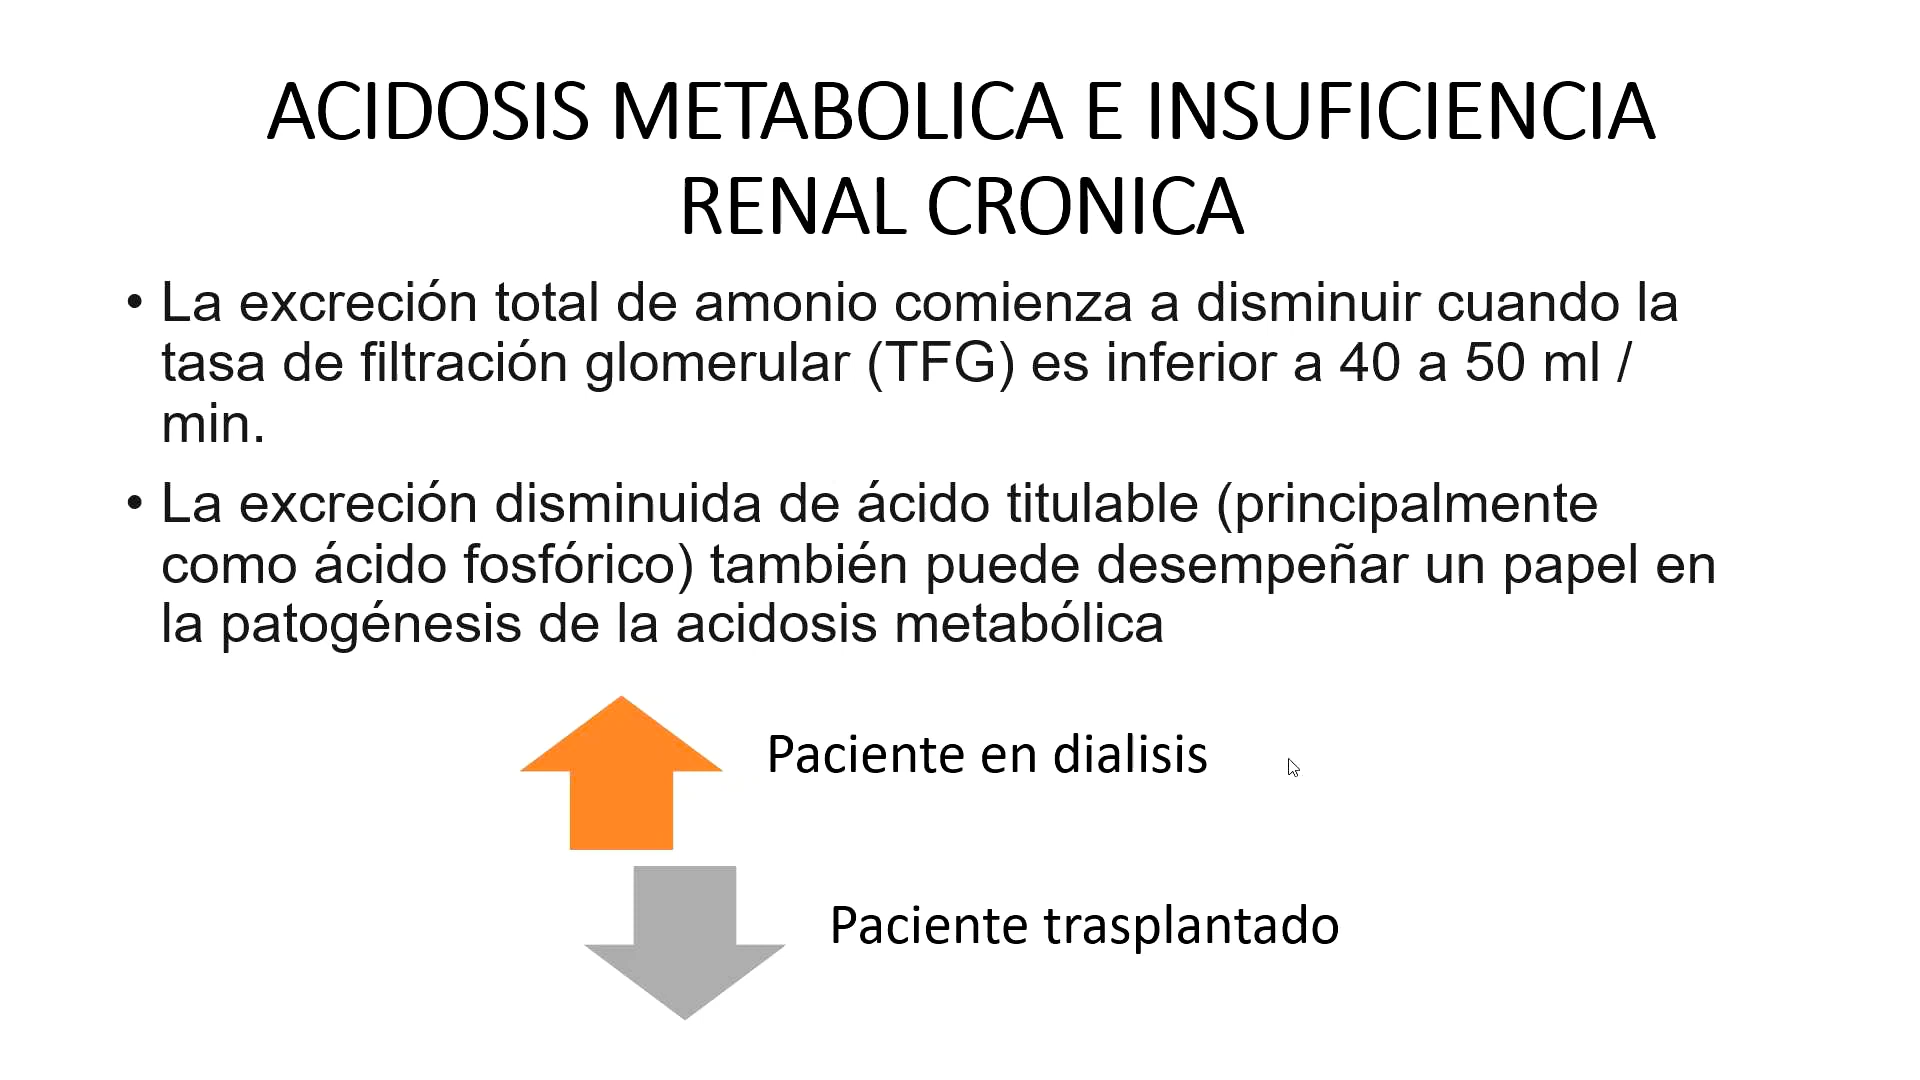 ACIDOSIS METABOLICA E INSUFICIENCIA
RENAL CRONICA
• La excreción total de amonio comienza a disminuir cuando la
tasa de filtración glomerular (TFG) es inferior a 40 a 50 ml /
min.
• La excreción disminuida de ácido titulable (principalmente
como ácido fosfórico) también puede desempeñar un papel en
la patogénesis de la acidosis metabólica
Paciente en dialisis
Paciente trasplantado